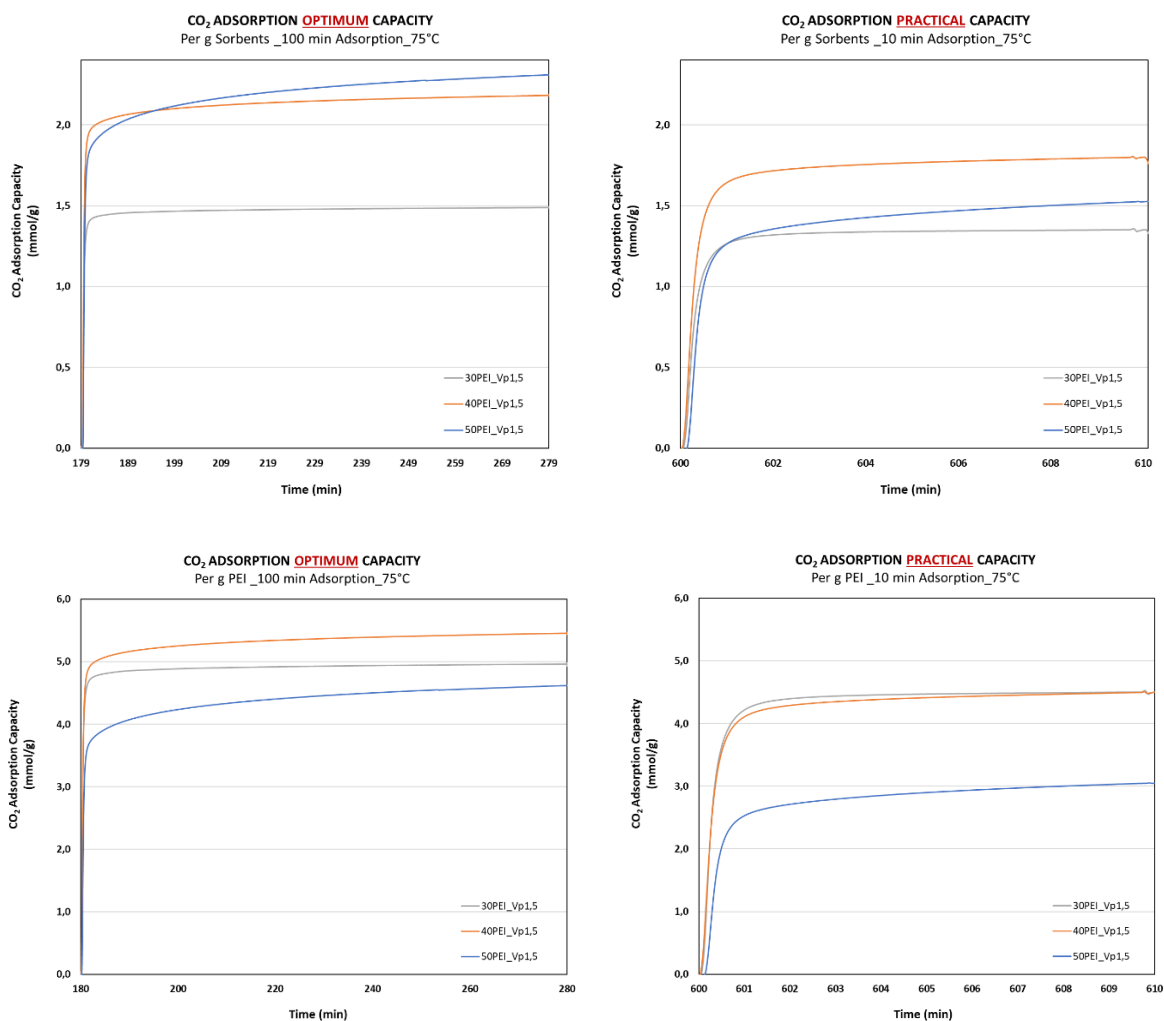 CO₂ ADSORPTION OPTIMUM CAPACITY
Per g Sorbents _100 min Adsorption_75°C
CO₂ Adsorption Capacity
(mmol/g)
2,0
1,5
1,0
0,5
0,0
30PEI_Vp1,5
40PEI_Vp1,5
50PEI_Vp1,5
179 189 199 209 219 229 239 249 259 269 279
Time (min)
CO₂ ADSORPTION PRACTICAL CAPACITY
Per g Sorbents _10 min Adsorption_75°C
CO₂ Adsorption Capacity
(mmol/g)
2,0
1,5
1,0
0,5
0,0
30PEI_Vp1,5
40PEI_Vp1,5
50PEI_Vp1,5
600 602 604 606 608 610
Time (min)
CO₂ ADSORPTION OPTIMUM CAPACITY
Per g PEI _100 min Adsorption_75°C
CO₂ Adsorption Capacity
(mmol/g)
6,0
5,0
4,0
3,0
2,0
1,0
0,0
30PEI_Vp1,5
40PEI_Vp1,5
50PEI_Vp1,5
180 200 220 240 260 280
Time (min)
CO₂ ADSORPTION PRACTICAL CAPACITY
Per g PEI _10 min Adsorption_75°C
CO₂ Adsorption Capacity
(mmol/g)
6,0
5,0
4,0
3,0
2,0
1,0
0,0
30PEI_Vp1,5
40PEI_Vp1,5
50PEI_Vp1,5
600 601 602 603 604 605 606 607 608 609 610
Time (min)